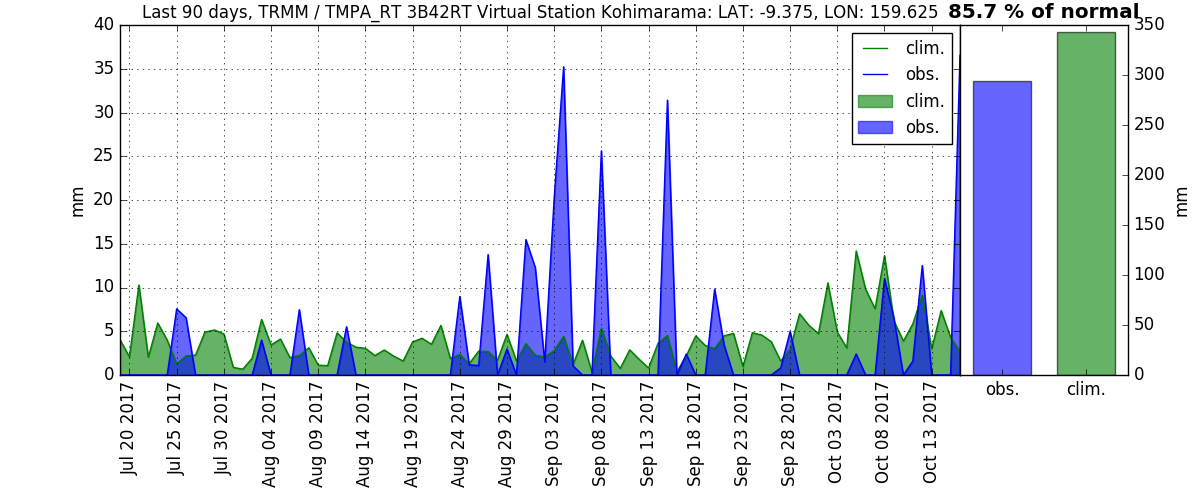 Last 90 days, TRMM / TMPA_RT 3B42RT Virtual Station Kohimarama: LAT: -9.375, LON: 159.625 85.7 % of normal
40
35
30
25
20
15
10
5
0
mm
clim.
obs.
clim.
obs.
350
300
250
200
150
100
50
0
mm
obs. clim.
Jul 20 2017
Jul 25 2017
Jul 30 2017
Aug 04 2017
Aug 09 2017
Aug 14 2017
Aug 19 2017
Aug 24 2017
Aug 29 2017
Sep 03 2017
Sep 08 2017
Sep 13 2017
Sep 18 2017
Sep 23 2017
Sep 28 2017
Oct 03 2017
Oct 08 2017
Oct 13 2017